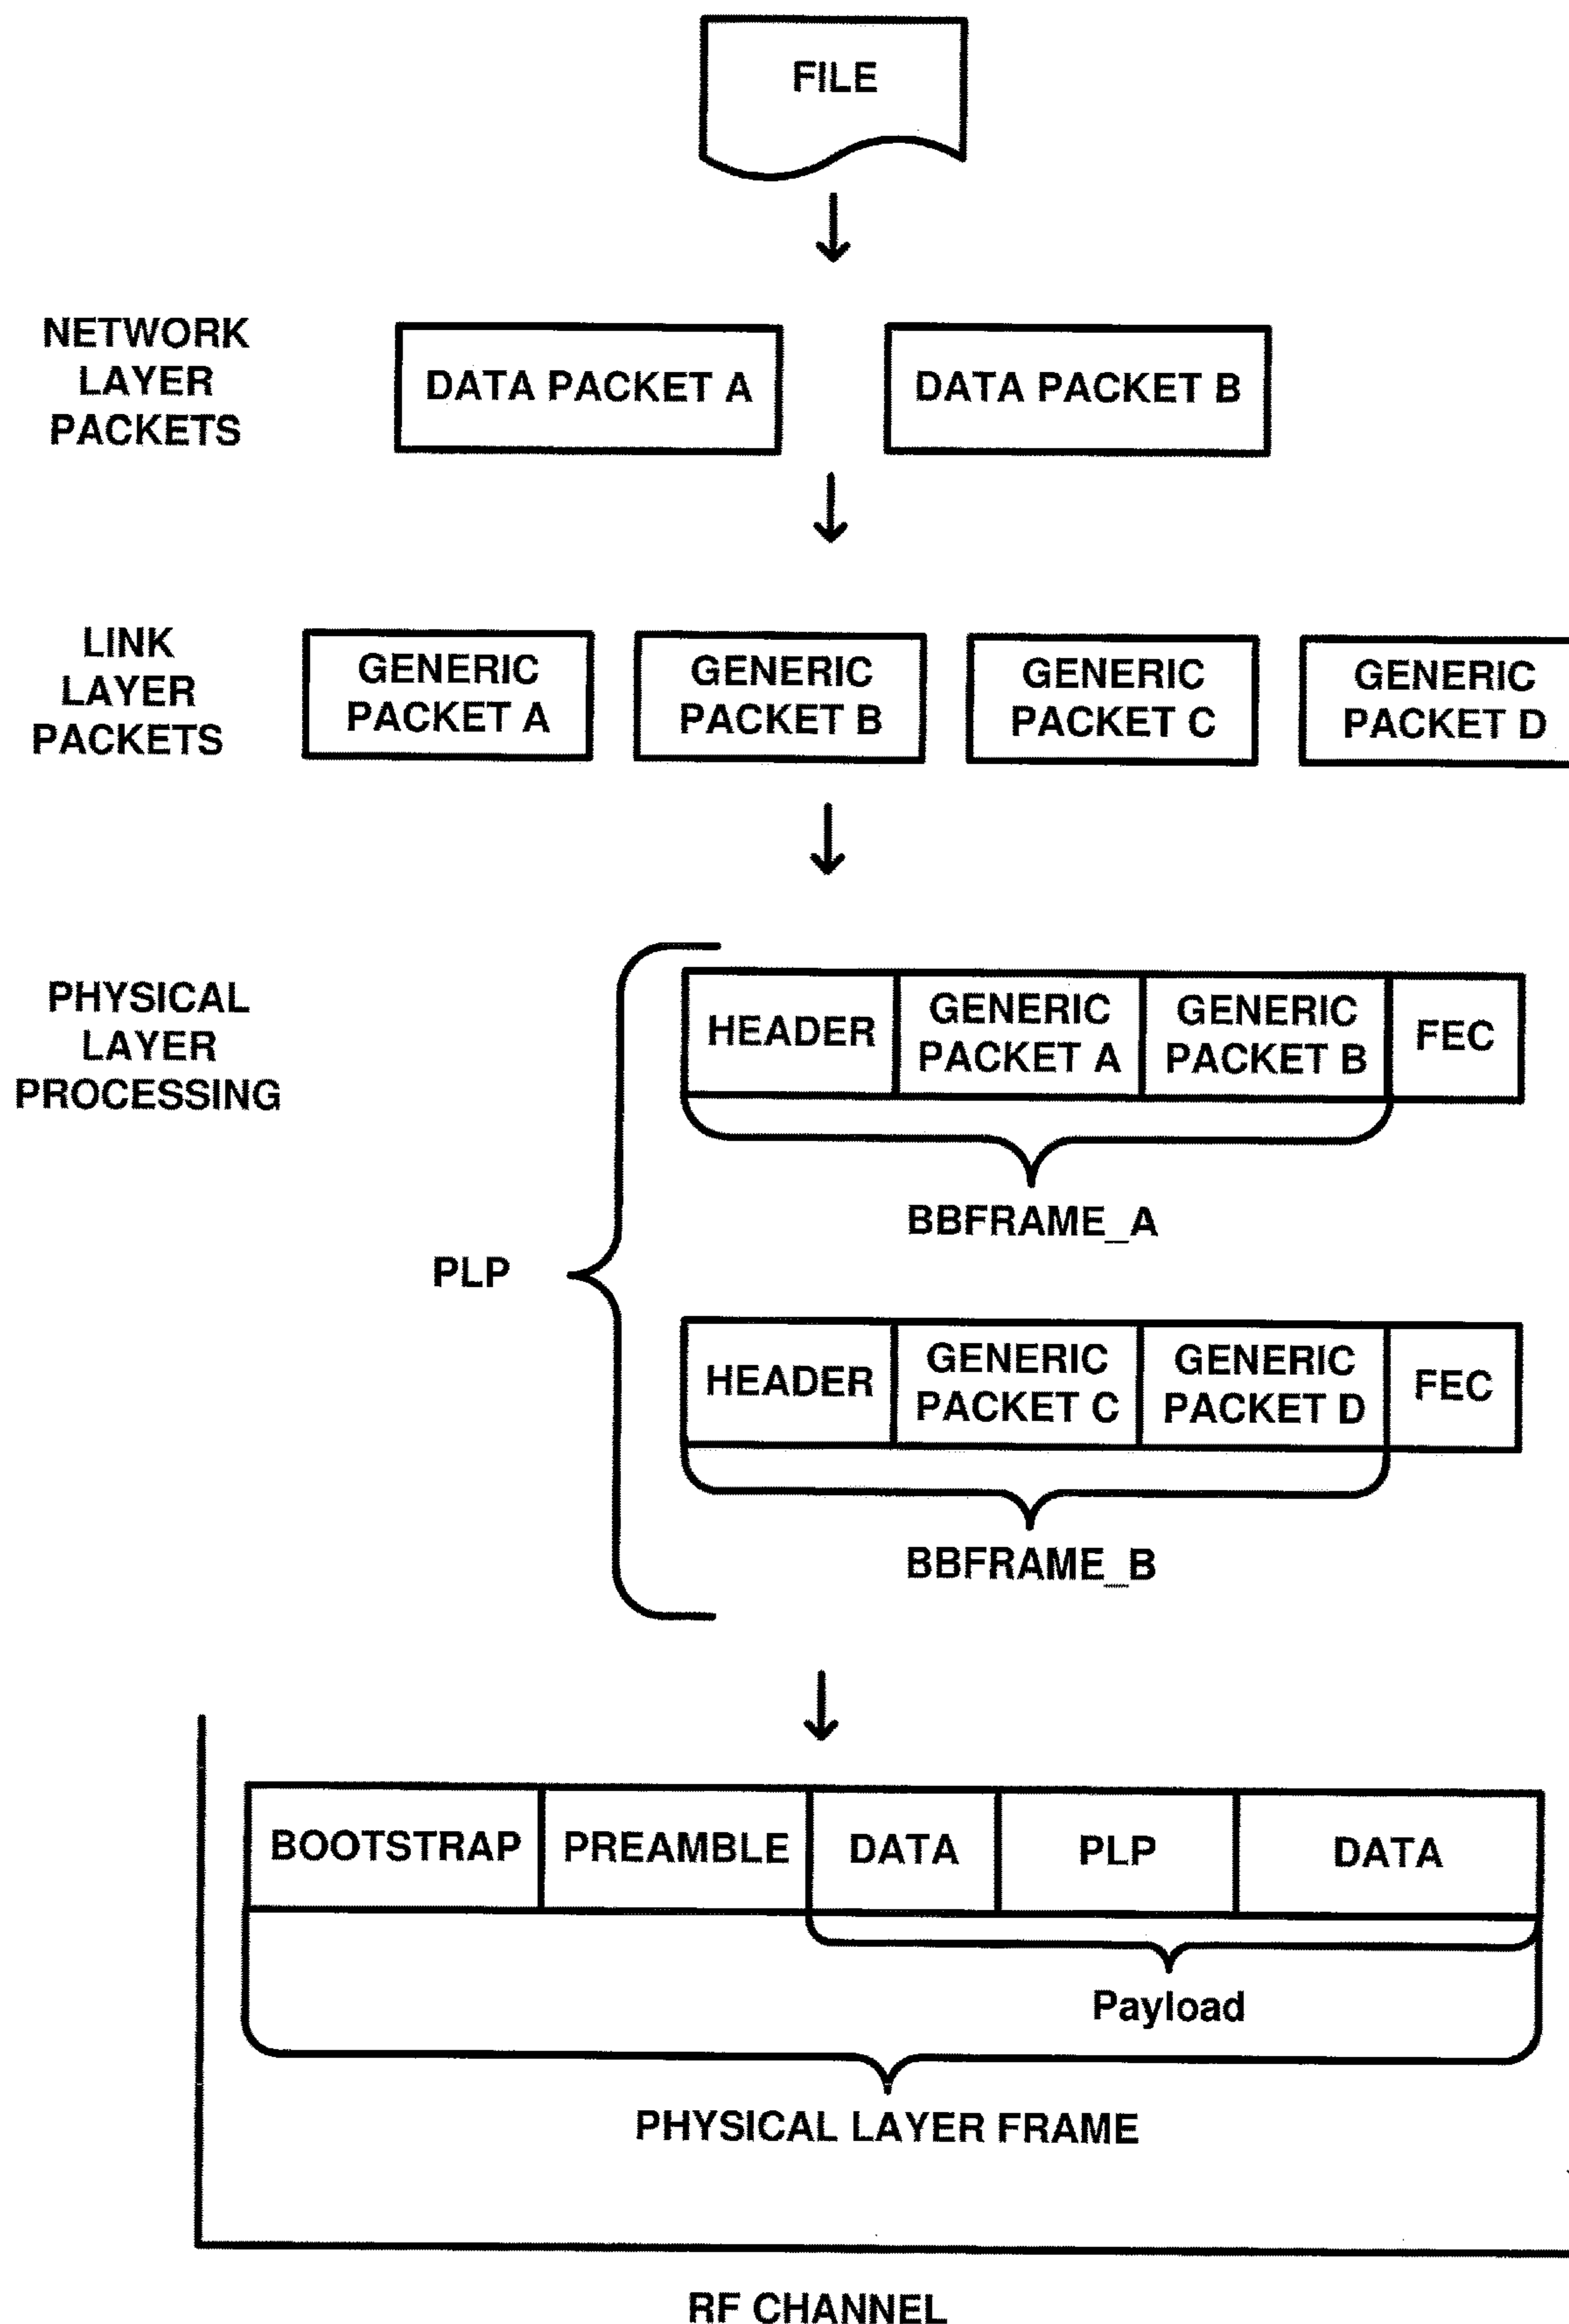 FILE
NETWORK
LAYER
PACKETS
DATA PACKET A
DATA PACKET B
LINK
LAYER
PACKETS
GENERIC
PACKET A
GENERIC
PACKET B
GENERIC
PACKET C
GENERIC
PACKET D
PHYSICAL
LAYER
PROCESSING
PLP
HEADER
GENERIC
PACKET A
GENERIC
PACKET B
FEC
BBFRAME_A
HEADER
GENERIC
PACKET C
GENERIC
PACKET D
FEC
BBFRAME_B
BOOTSTRAP
PREAMBLE
DATA
PLP
DATA
Payload
PHYSICAL LAYER FRAME
RF CHANNEL